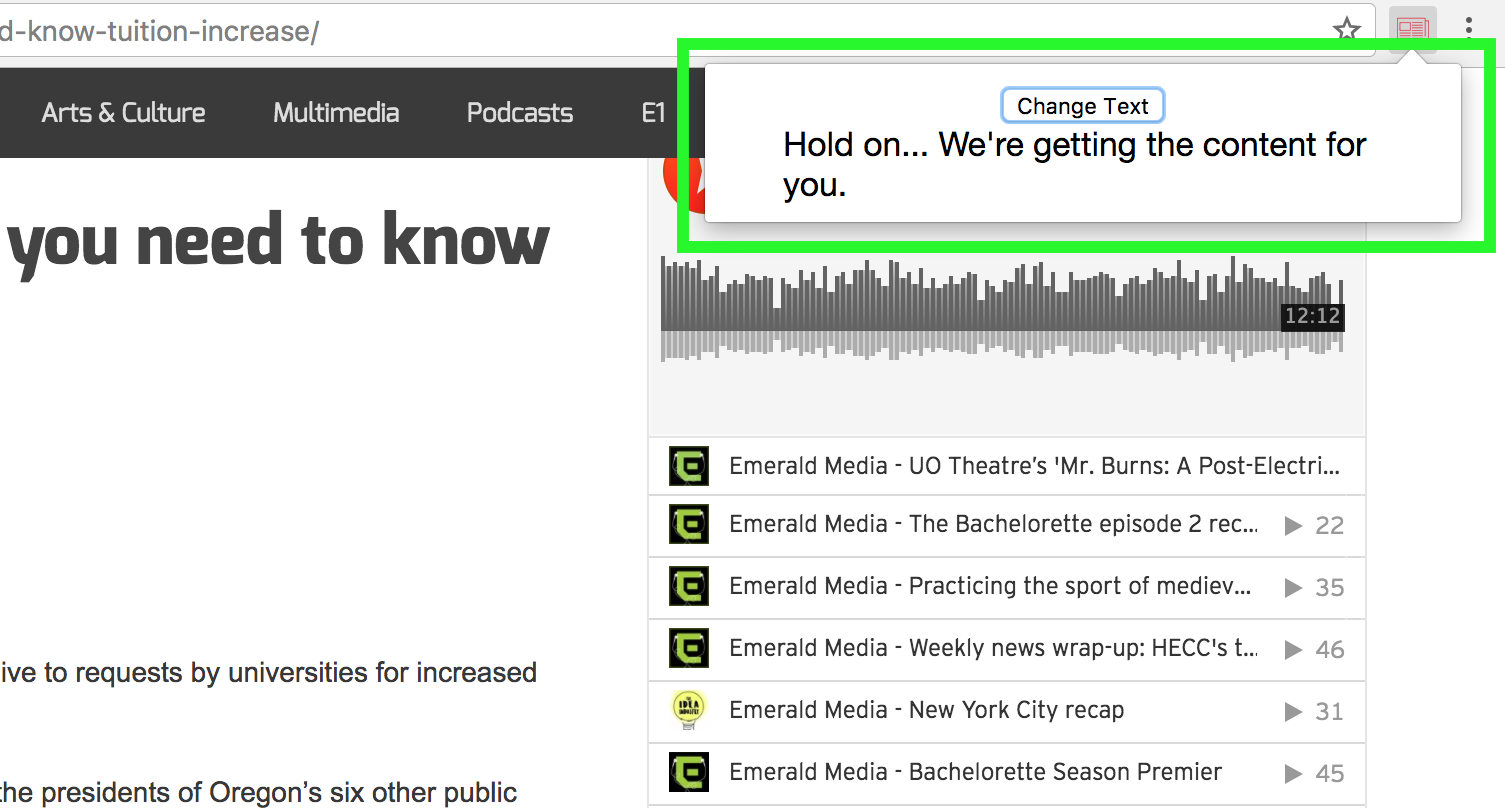 d-know-tuition-increase/
Arts & Culture
Multimedia
Podcasts
E1
Change Text
Hold on... We're getting the content for
you.
you need to know
12:12
Emerald Media - UO Theatre’s 'Mr. Burns: A Post-Electri...
Emerald Media - The Bachelorette episode 2 rec... 22
Emerald Media - Practicing the sport of mediev... 35
Emerald Media - Weekly news wrap-up: HECC's t... 46
THE IDEA INDUSTRY
Emerald Media - New York City recap 31
Emerald Media - Bachelorette Season Premier 45
ive to requests by universities for increased
the presidents of Oregon’s six other public